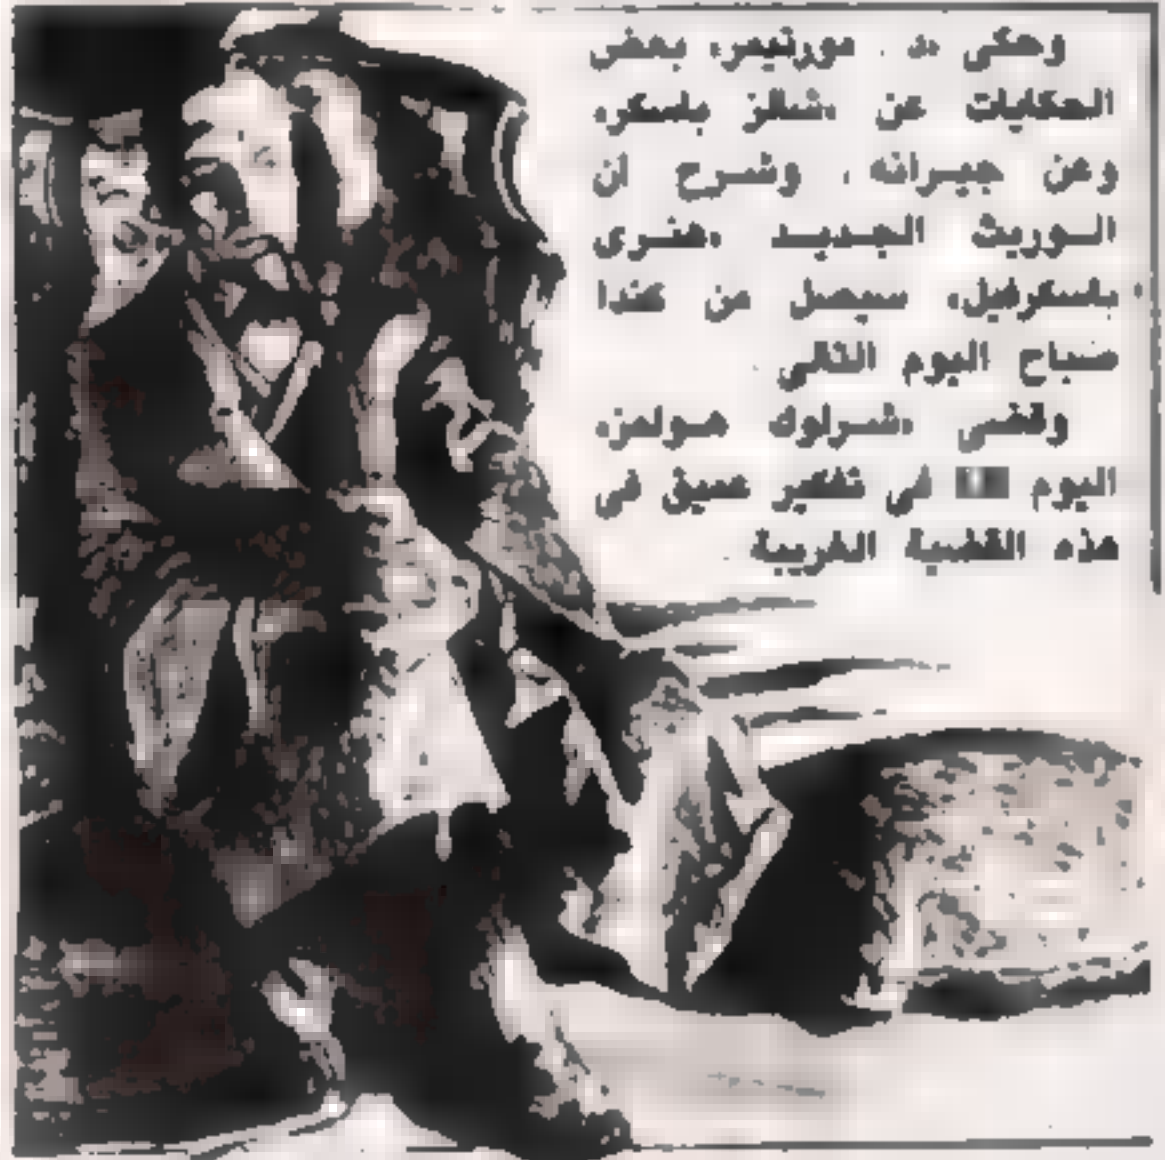 وحكى «د . مورتيمر» بعض
الحكايات عن «شارلز باسكر»
وعن جيرانه ، وشرح ان
الوريث الجديد «هنرى
باسكرفيل» سيصل من كندا
صباح اليوم التالى
وقضى «شرلوك هولمز»
اليوم فى تفكير عميق فى
هذه القضية الغريبة